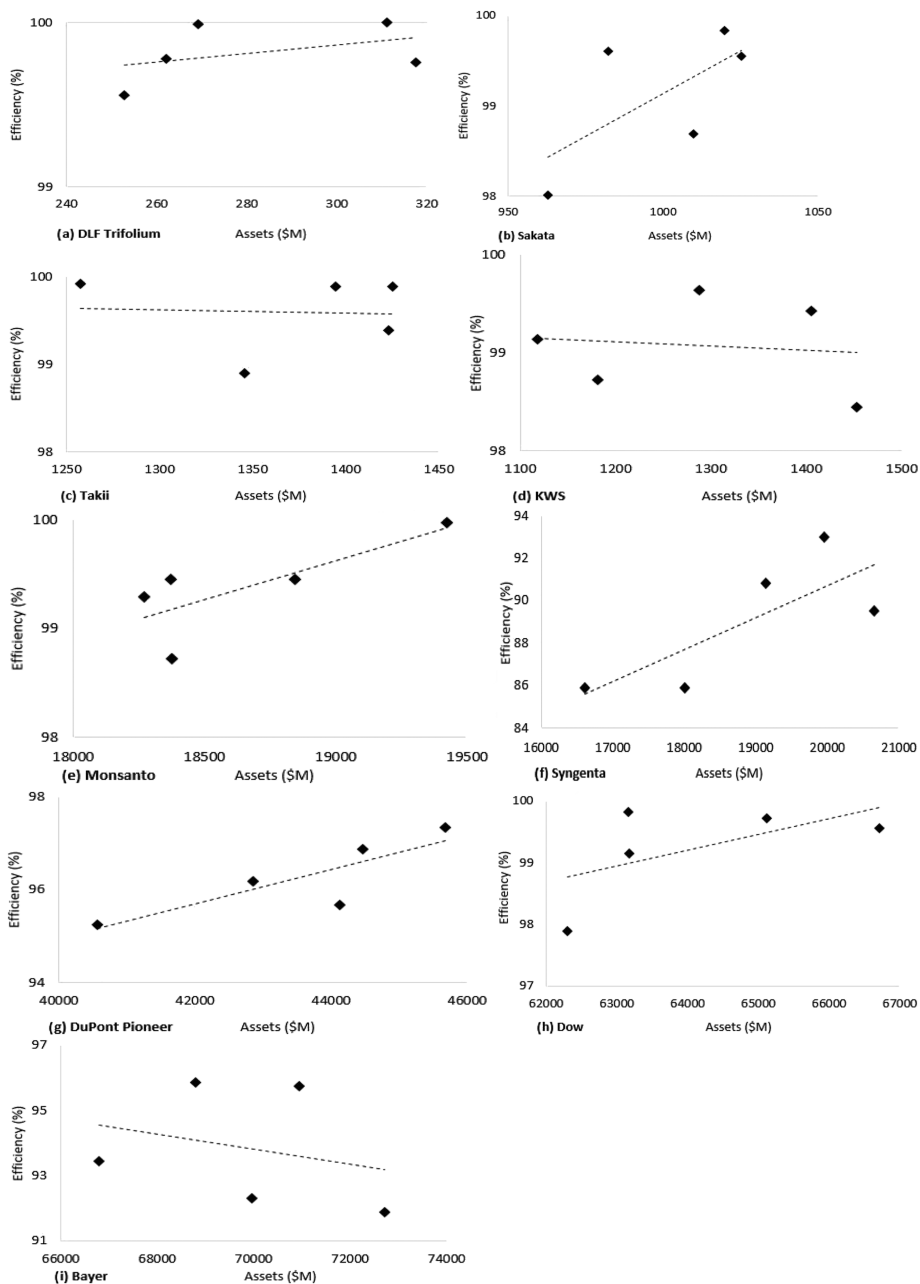 100
99
Efficiency (%)
240 260 280 300 320
(a) DLF Trifolium Assets ($M)
100
99
98
Efficiency (%)
950 1000 1050
(b) Sakata Assets ($M)
100
99
98
Efficiency (%)
1250 1300 1350 1400 1450
(c) Takii Assets ($M)
100
99
98
Efficiency (%)
1100 1200 1300 1400 1500
(d) KWS Assets ($M)
100
99
98
Efficiency (%)
18000 18500 19000 19500
(e) Monsanto Assets ($M)
94
92
90
88
86
84
Efficiency (%)
16000 17000 18000 19000 20000 21000
(f) Syngenta Assets ($M)
98
96
94
Efficiency (%)
40000 42000 44000 46000
(g) DuPont Pioneer Assets ($M)
100
99
98
97
Efficiency (%)
62000 63000 64000 65000 66000 67000
(h) Dow Assets ($M)
97
95
93
91
Efficiency (%)
66000 68000 70000 72000 74000
(i) Bayer Assets ($M)